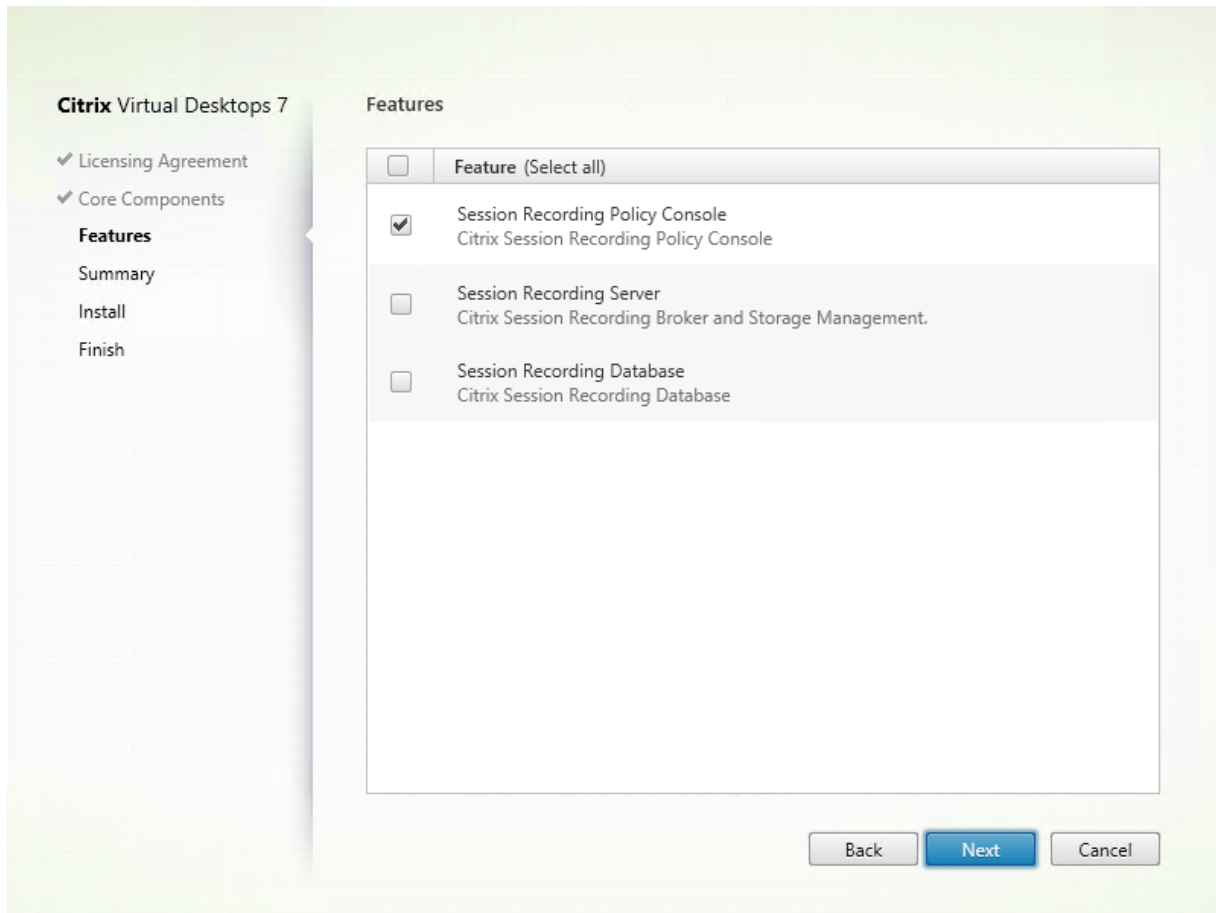 Citrix Virtual Desktops 7
Licensing Agreement
Core Components
Features
Summary
Install
Finish
Features
Feature (Select all)
Session Recording Policy Console
Citrix Session Recording Policy Console
Session Recording Server
Citrix Session Recording Broker and Storage Management.
Session Recording Database
Citrix Session Recording Database
Back
Next
Cancel